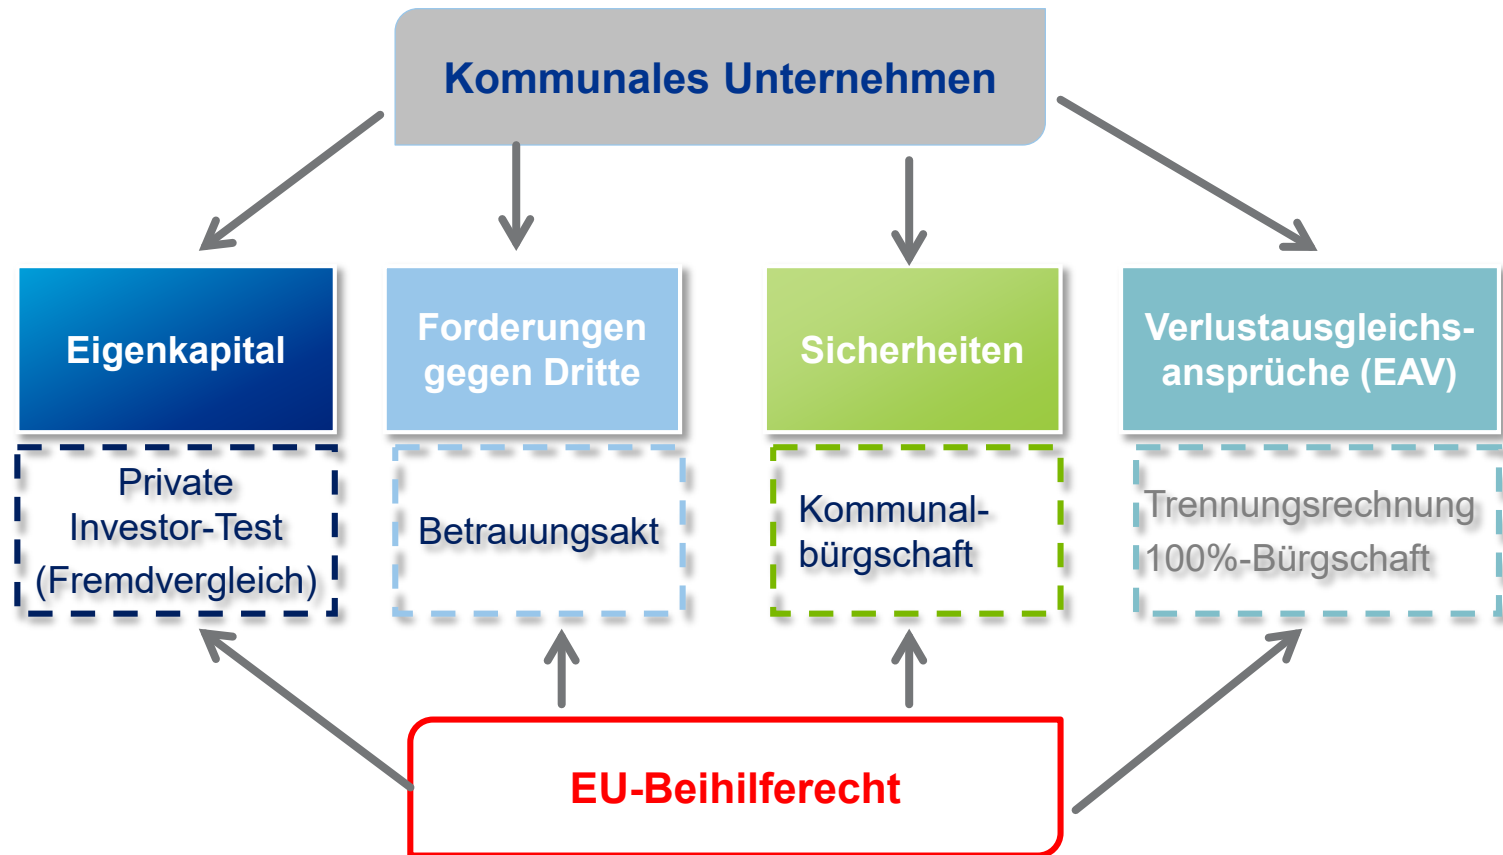 Kommunales Unternehmen
Eigenkapital
Forderungen
gegen Dritte
Sicherheiten
Verlustausgleichs-
ansprüche (EAV)
Private
Investor-Test
(Fremdvergleich)
Betrauungsakt
Kommunal-
bürgschaft
Trennungsrechnung
100%-Bürgschaft
EU-Beihilferecht